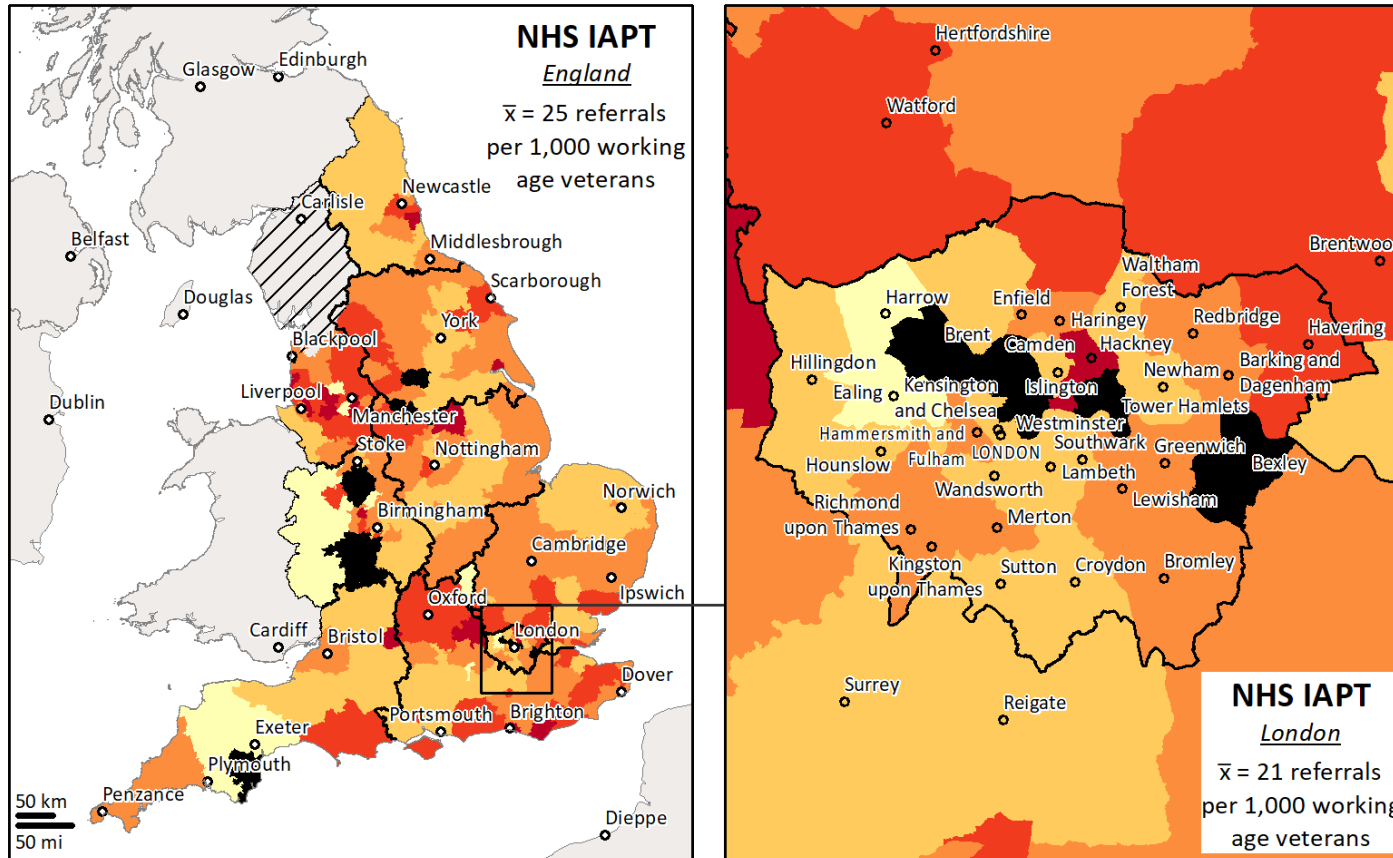 NHS IAPT
England
x̅ = 25 referrals
per 1,000 working
age veterans
Glasgow
Edinburgh
Newcastle
Carlisle
Belfast
Middlesbrough
Scarborough
Douglas
York
Blackpool
Liverpool
Manchester
Dublin
Stoke
Nottingham
Norwich
Birmingham
Cambridge
Ipswich
Oxford
Cardiff
Bristol
London
Dover
Portsmouth
Brighton
Exeter
Plymouth
Penzance
50 km
50 mi
Dieppe
Hertfordshire
Watford
Brentwoo
Waltham
Forest
Harrow
Enfield
Haringey
Redbridge
Havering
Brent
Camden
Hackney
Hillingdon
Barking and
Dagenham
Newham
Ealing
Kensington
and Chelsea
Islington
Tower Hamlets
Westminster
Hammersmith and
Fulham
LONDON
Southwark
Greenwich
Bexley
Hounslow
Lambeth
Wandsworth
Lewisham
Richmond
upon Thames
Merton
Kingston
upon Thames
Sutton
Croydon
Bromley
Surrey
Reigate
NHS IAPT
London
x̅ = 21 referrals
per 1,000 working
age veterans